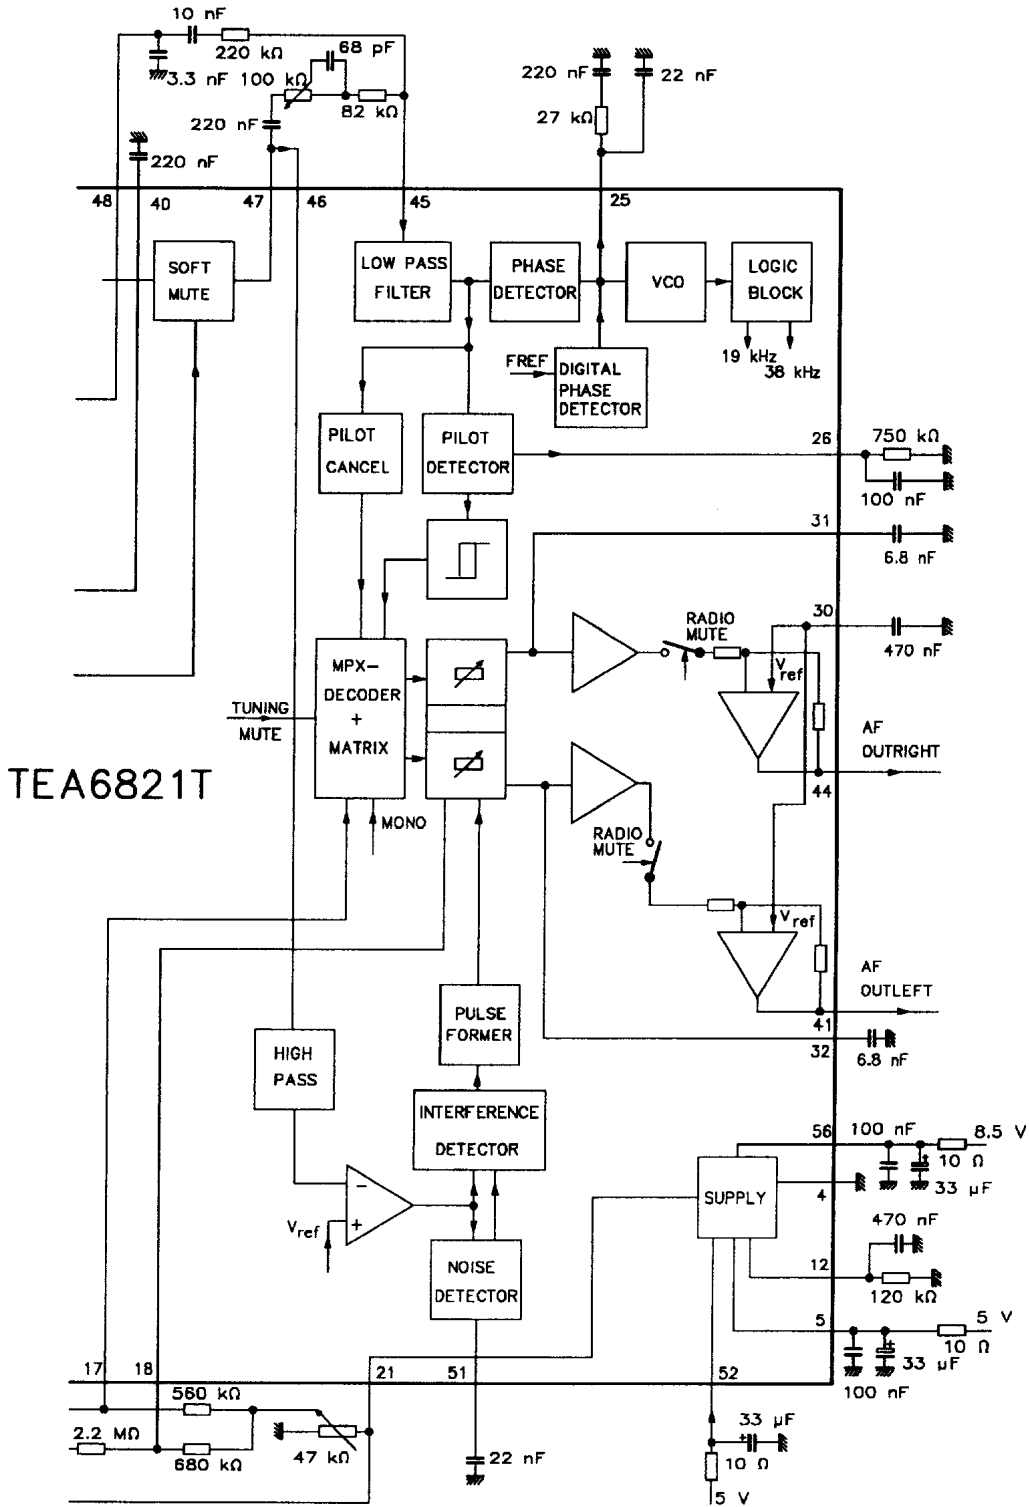 10 nF
220 kΩ
68 pF
3.3 nF
100 kΩ
82 kΩ
220 nF
220 nF
220 nF
22 nF
27 kΩ
48
40
47
46
45
25
SOFT
MUTE
LOW PASS
FILTER
PHASE
DETECTOR
VCO
LOGIC
BLOCK
19 kHz
38 kHz
FREF
DIGITAL
PHASE
DETECTOR
PILOT
CANCEL
PILOT
DETECTOR
26
750 kΩ
100 nF
31
6.8 nF
30
470 nF
RADIO
MUTE
Vref
MPX-
DECODER
+
MATRIX
TUNING
MUTE
AF
OUTRIGHT
44
TEA6821T
MONO
RADIO
MUTE
Vref
AF
OUTLEFT
41
32
6.8 nF
PULSE
FORMER
HIGH
PASS
INTERFERENCE
DETECTOR
56
100 nF
8.5 V
10 Ω
+
33 μF
SUPPLY
4
−
+
Vref
470 nF
12
120 kΩ
NOISE
DETECTOR
5
5 V
10 Ω
+
33 μF
100 nF
17
18
21
51
52
560 kΩ
2.2 MΩ
680 kΩ
47 kΩ
22 nF
33 μF
+
10 Ω
5 V